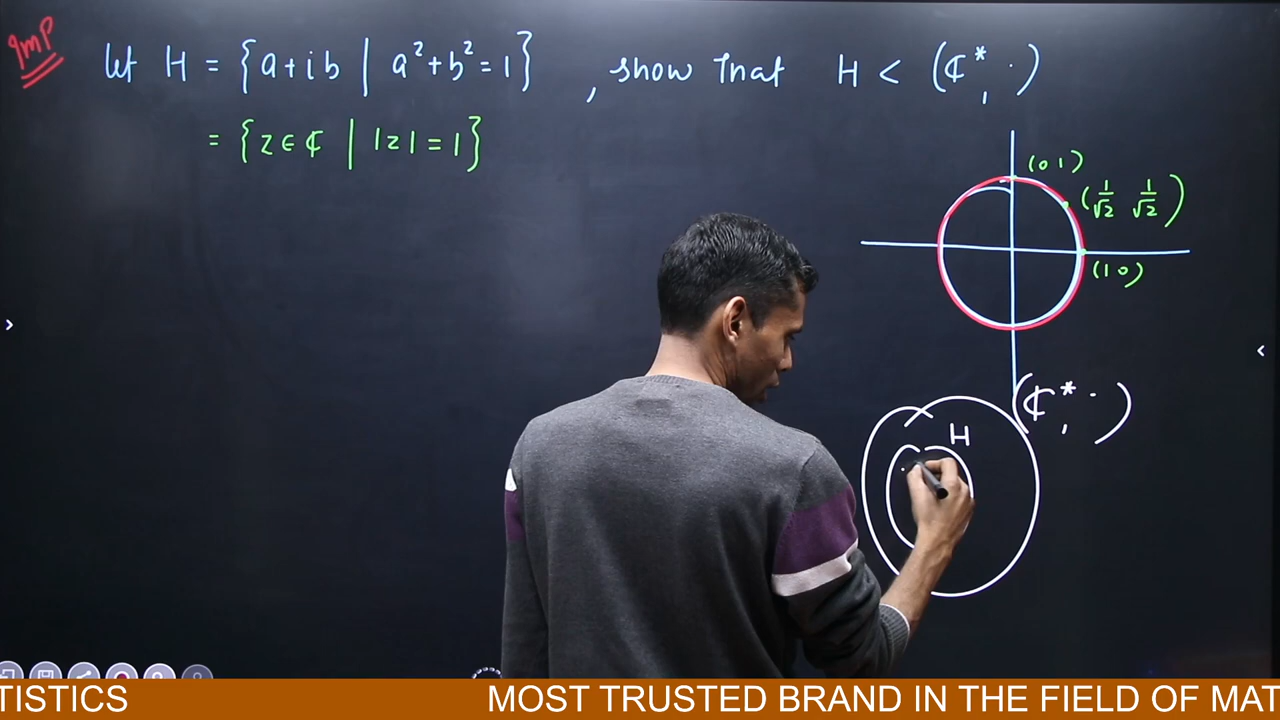 Imp
Let H = {a+ib | a²+b²=1}, show that H < (ℂ*, ·)
= {z∈ℂ | |z|=1}
(0 1)
(1/√2 1/√2)
(1 0)
(ℂ*, ·)
H
TISTICS MOST TRUSTED BRAND IN THE FIELD OF MAT